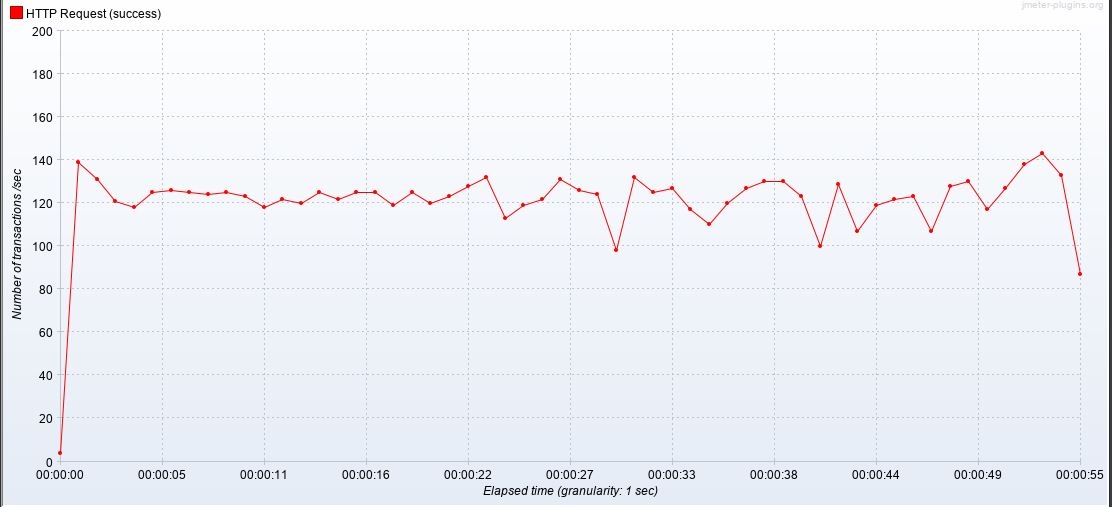 HTTP Request (success)
jmeter-plugins.org
200
180
160
140
120
100
80
60
40
20
0
Number of transactions /sec
00:00:00 00:00:05 00:00:11 00:00:16 00:00:22 00:00:27 00:00:33 00:00:38 00:00:44 00:00:49 00:00:55
Elapsed time (granularity: 1 sec)